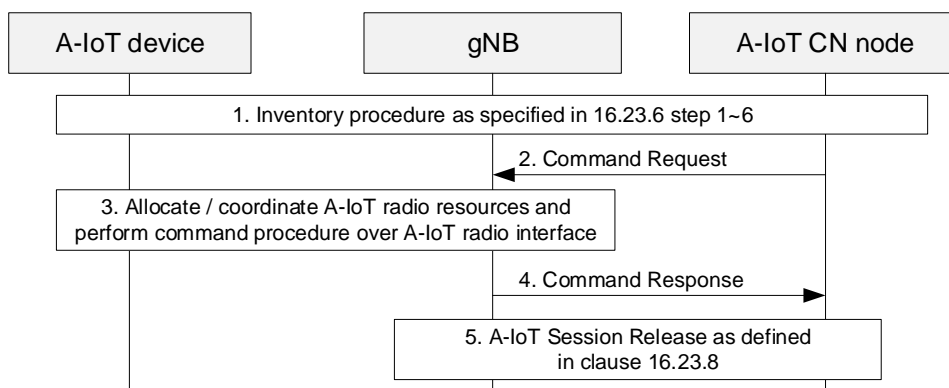 A-IoT device
gNB
A-IoT CN node
1. Inventory procedure as specified in 16.23.6 step 1~6
2. Command Request
3. Allocate / coordinate A-IoT radio resources and
perform command procedure over A-IoT radio interface
4. Command Response
5. A-IoT Session Release as defined
in clause 16.23.8